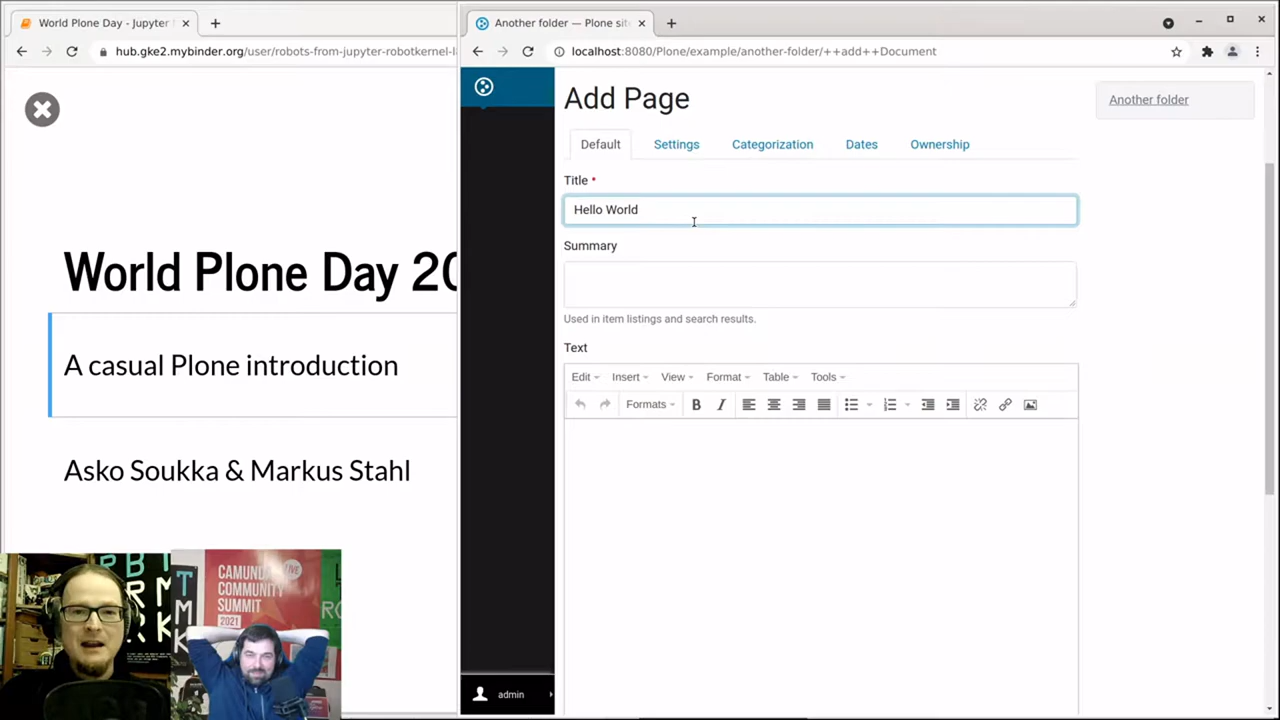 World Plone Day - Jupyter
hub.gke2.mybinder.org/user/robots-from-jupyter-robotkernel-l
World Plone Day 20
A casual Plone introduction
Asko Soukka & Markus Stahl
CAMUNDA
LIVE
COMMUNITY
SUMMIT
2021
Another folder — Plone sit
localhost:8080/Plone/example/another-folder/++add++Document
Add Page
Another folder
Default Settings Categorization Dates Ownership
Title •
Hello World
Summary
Used in item listings and search results.
Text
Edit Insert View Format Table Tools
Formats B I
admin